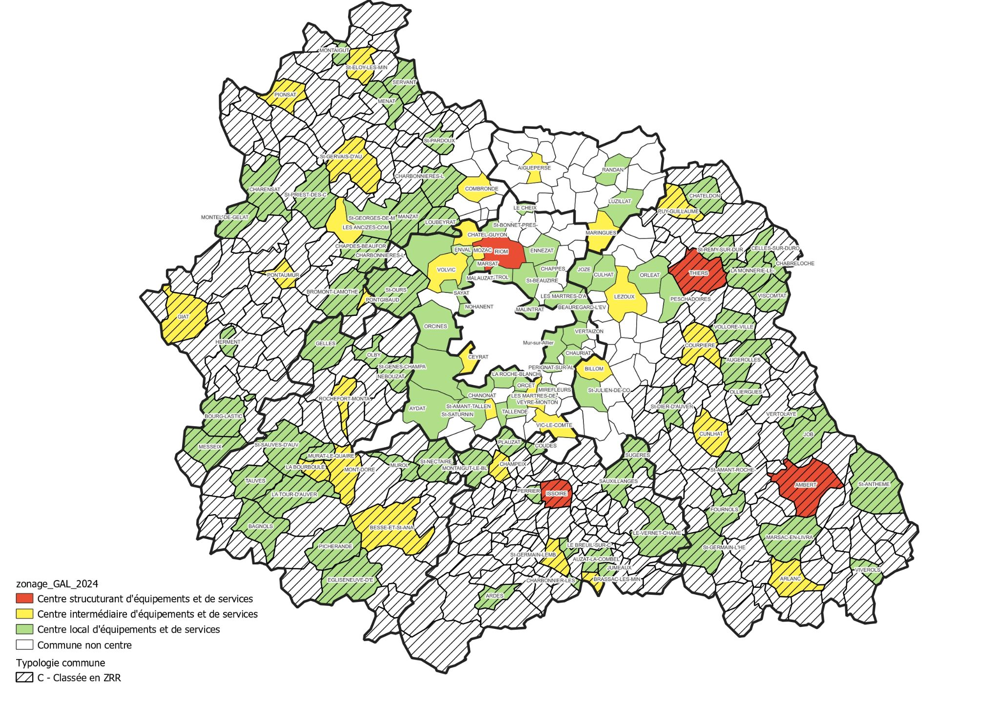 MONTAIGUT
St-ELOY-LES-MIN
SERVANT
PIONSAT
MENAT
St-PARDOUX
St-GERVAIS-D'AU
AIGUEPERSE
RANDAN
CHARBONNIERES-L
CHARENSAT
COMBRONDE
St-PRIEST-DES-C
CHATELDON
LUZILLAT
LE CHEIX
PUY-GUILLAUME
MONTEL-DE-GELAT
St-GEORGES-DE-M
MANZAT
LOUBEYRAT
St-BONNET-PRES-
LES ANCIZES-COM
CHATEL-GUYON
MARINGUES
CHAPDES-BEAUFOR
ENVAL
MOZAC
RIOM
ENNEZAT
St-REMY-SUR-DUR
CELLES-SUR-DURO
CHARBONNIERES-L
MARSAT
CHABRELOCHE
VOLVIC
CHAPPES
JOZE
LA MONNERIE-LE-
PONTAUMUR
CULHAT
ORLEAT
THIERS
MALAUZAT
TROL
St-BEAUZIRE
BROMONT-LAMOTHE
St-OURS
SAYAT
LES MARTRES-D'A
LEZOUX
VISCOMTAT
PONTGIBAUD
PESCHADOIRES
NOHANENT
MALINTRAT
BEAUREGARD-L'EV
GIAT
ORCINES
VOLLORE-VILLE
VERTAIZON
HERMENT
GELLES
Mur-sur-Allier
COURPIERE
OLBY
CEYRAT
CHAURIAT
AUGEROLLES
St-GENES-CHAMPA
PERIGNAT-SUR-AL
BILLOM
NEBOUZAT
LA ROCHE-BLANCH
ORCET
MIREFLEURS
St-JULIEN-DE-CO
OLLIERGUES
ROCHEFORT-MONTA
CHANONAT
LES MARTRES-DE-
VEYRE-MONTON
St-DIER-D'AUVER
AYDAT
St-AMANT-TALLEN
St-SATURNIN
TALLENDE
VERTOLAYE
BOURG-LASTIC
VIC-LE-COMTE
CUNLHAT
JOB
MESSEIX
St-SAUVES-D'AUV
PLAUZAT
COUDES
MURAT-LE-QUAIRE
SUGERES
LA BOURBOULE
MONT-DORE
MUROL
St-NECTAIRE
MONTAIGUT-LE-BL
CHAMPEIX
St-AMANT-ROCHE-
TAUVES
SAUXILLANGES
AMBERT
St-ANTHEME
LA TOUR-D'AUVER
PERRIER
ISSOIRE
FOURNOLS
BAGNOLS
BESSE-ET-St-ANA
LE-VERNET-CHAME
MARSAC-EN-LIVRA
PICHERANDE
LE BREUIL-SUR-C
St-GERMAIN-L'HE
St-GERMAIN-LEMB
AUZAT-LA-COMBEL
JUMEAUX
VIVEROLS
EGLISENEUVE-D'E
CHARBONNIER-LES
BRASSAC-LES-MIN
ARLANC
ARDES
zonage_GAL_2024
Centre strucuturant d'équipements et de services
Centre intermédiaire d'équipements et de services
Centre local d'équipements et de services
Commune non centre
Typologie commune
C - Classée en ZRR